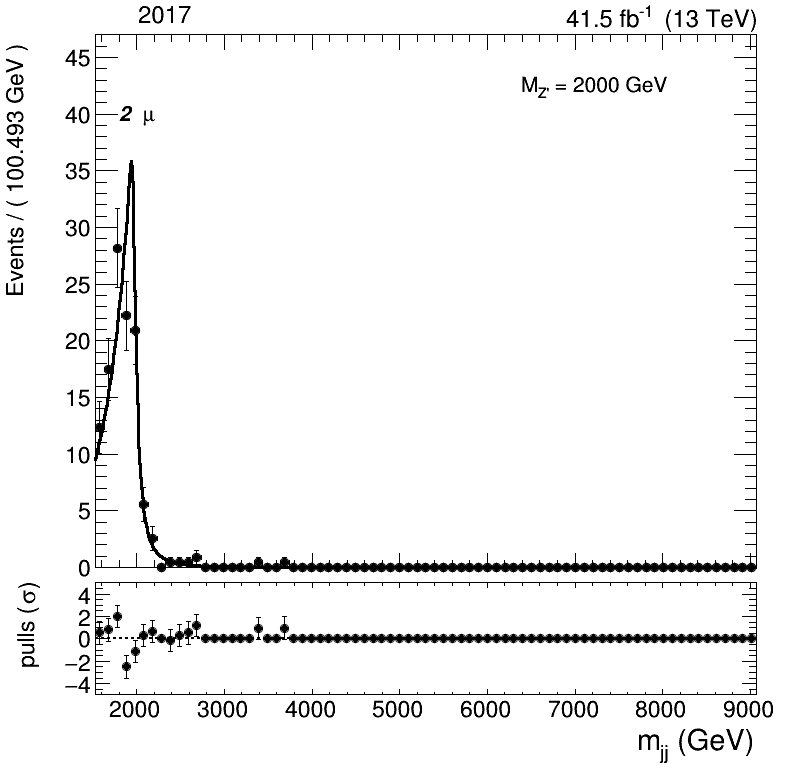 2017 41.5 fb⁻¹ (13 TeV)
Events / ( 100.493 GeV )
45
M_Z' = 2000 GeV
40
2 μ
35
30
25
20
15
10
5
0
pulls (σ)
4
2
0
−2
−4
2000 3000 4000 5000 6000 7000 8000 9000
m_jj (GeV)